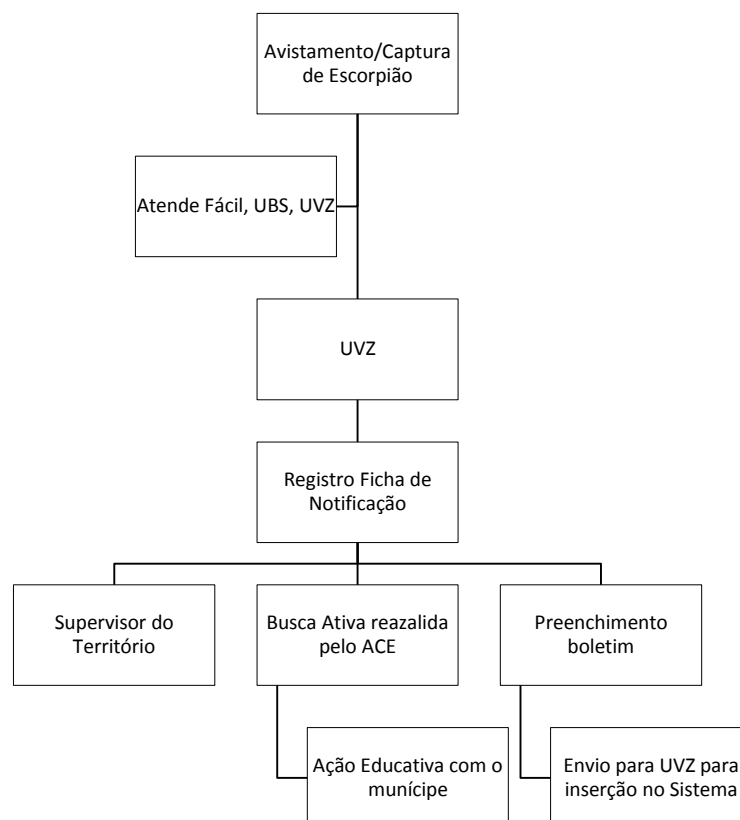 Avistamento/Captura
de Escorpião
Atende Fácil, UBS, UVZ
UVZ
Registro Ficha de
Notificação
Supervisor do
Território
Busca Ativa reazalida
pelo ACE
Preenchimento
boletim
Ação Educativa com o
munícipe
Envio para UVZ para
inserção no Sistema